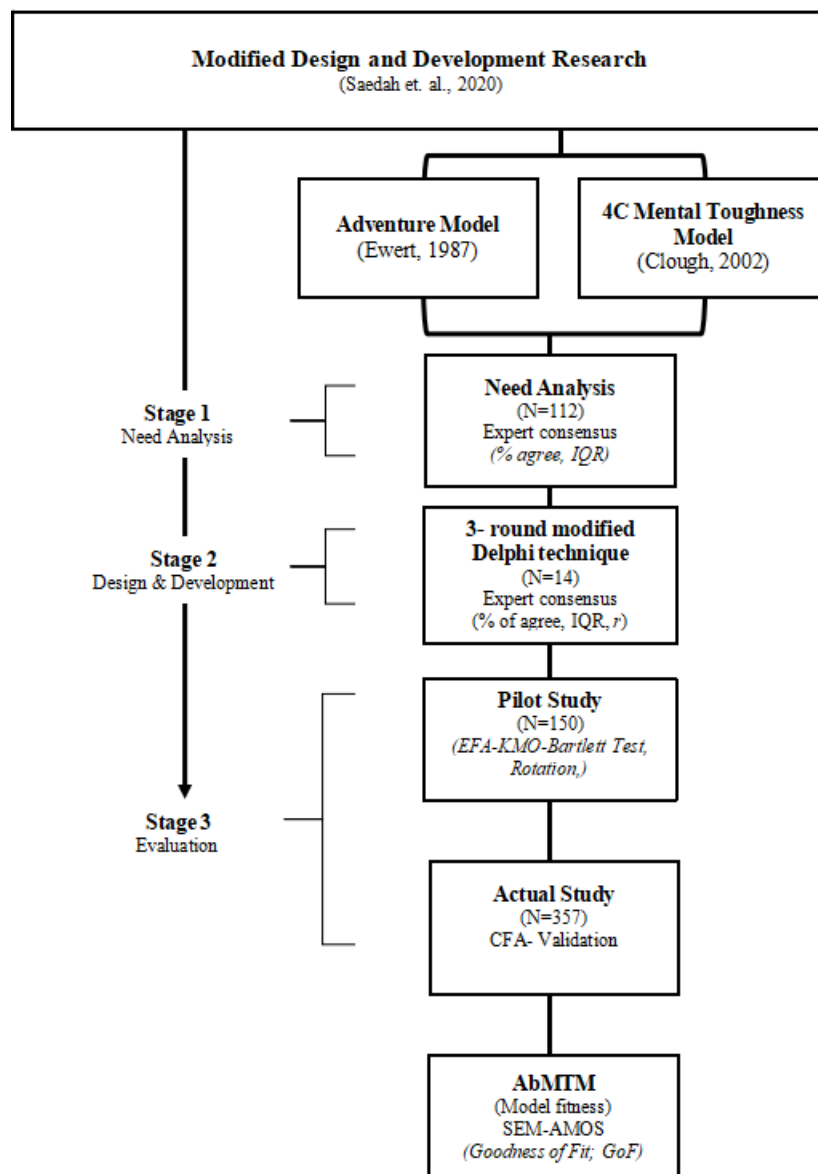 Modified Design and Development Research
(Saedah et. al., 2020)
Adventure Model
(Ewert, 1987)
4C Mental Toughness
Model
(Clough, 2002)
Stage 1
Need Analysis
Need Analysis
(N=112)
Expert consensus
(% agree, IQR)
Stage 2
Design & Development
3- round modified
Delphi technique
(N=14)
Expert consensus
(% of agree, IQR, r)
Stage 3
Evaluation
Pilot Study
(N=150)
(EFA-KMO-Bartlett Test,
Rotation,)
Actual Study
(N=357)
CFA- Validation
AbMTM
(Model fitness)
SEM-AMOS
(Goodness of Fit; GoF)